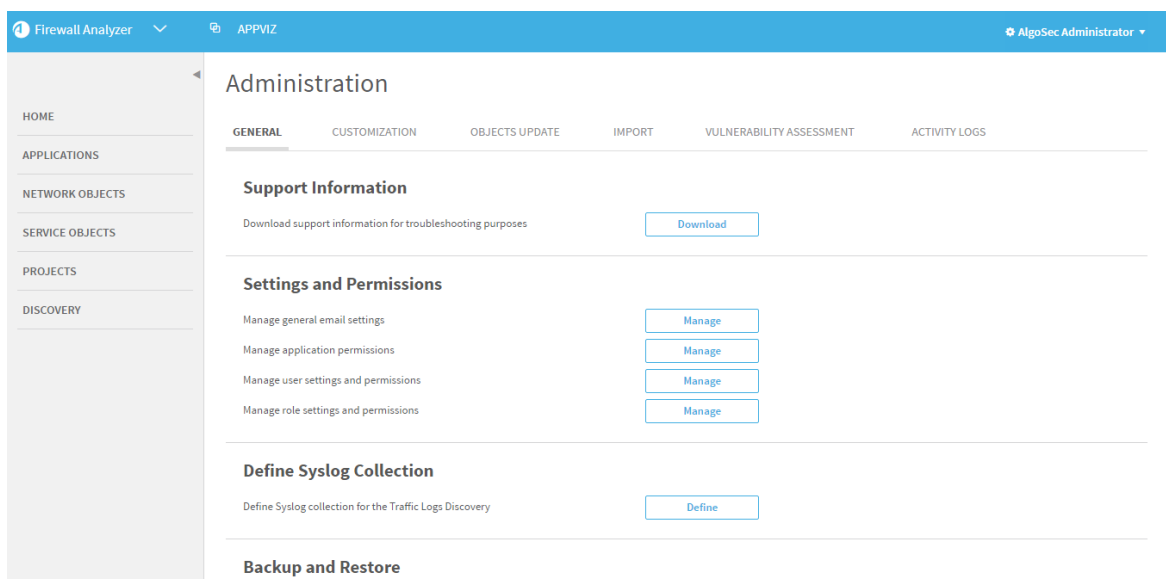 Firewall Analyzer
APPVIZ
AlgoSec Administrator
HOME
APPLICATIONS
NETWORK OBJECTS
SERVICE OBJECTS
PROJECTS
DISCOVERY
Administration
GENERAL CUSTOMIZATION OBJECTS UPDATE IMPORT VULNERABILITY ASSESSMENT ACTIVITY LOGS
Support Information
Download support information for troubleshooting purposes Download
Settings and Permissions
Manage general email settings Manage
Manage application permissions Manage
Manage user settings and permissions Manage
Manage role settings and permissions Manage
Define Syslog Collection
Define Syslog collection for the Traffic Logs Discovery Define
Backup and Restore